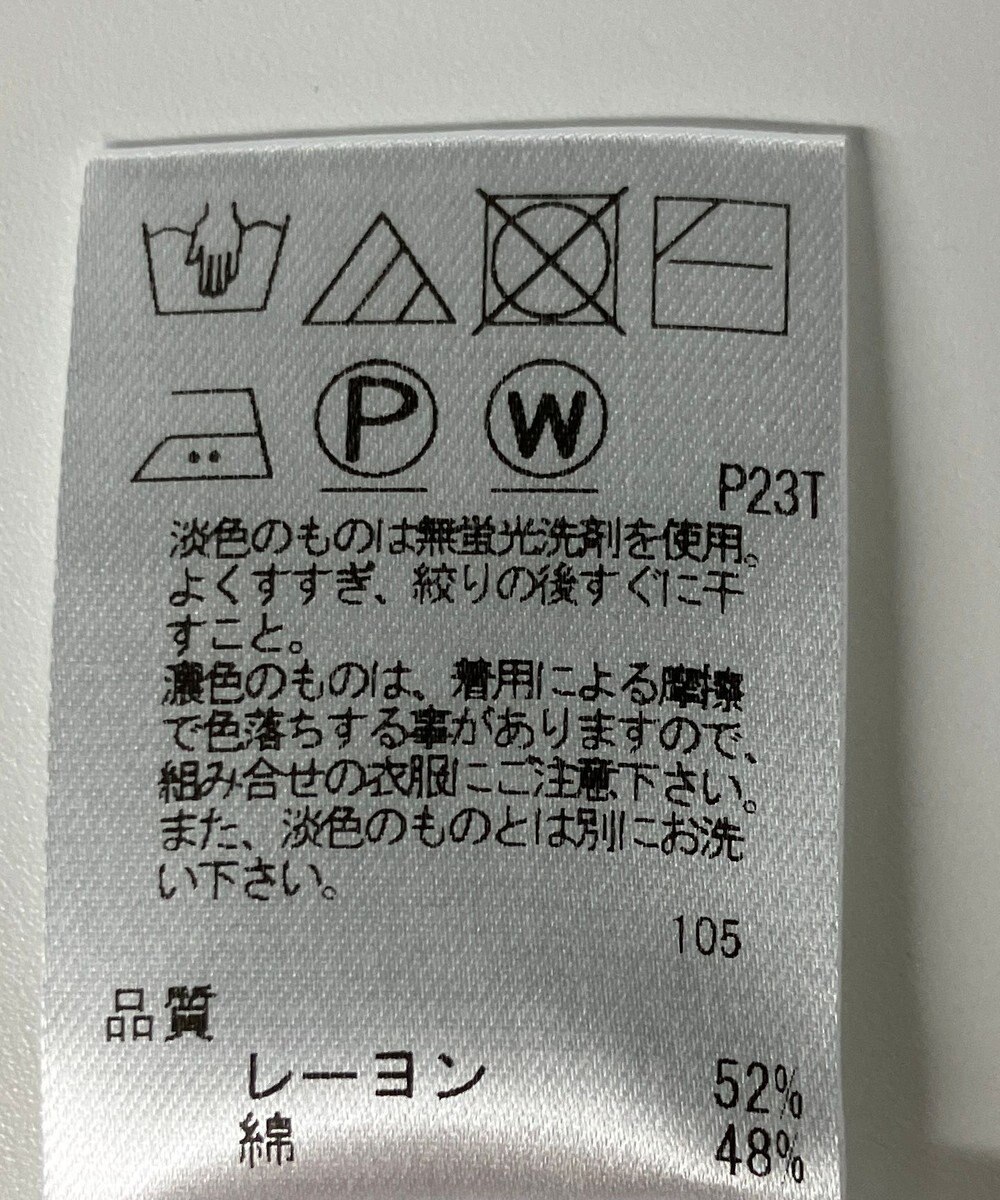 P
W
P23T
淡色のものは無蛍光洗剤を使用。
よくすすぎ、絞りの後すぐに干
すこと。
濃色のものは、着用による摩擦
で色落ちする事がありますので、
組み合せの衣服にご注意下さい。
また、淡色のものとは別にお洗
い下さい。
105
品質
レーヨン 52%
綿 48%